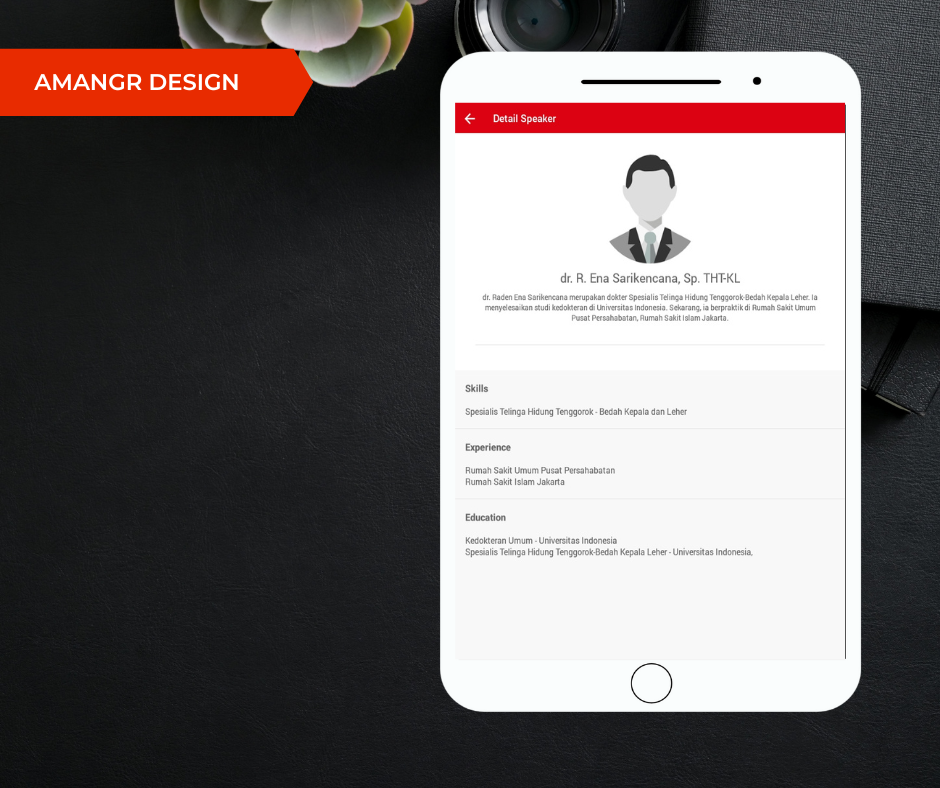 AMANGR DESIGN
Detail Speaker
dr. R. Ena Sarikencana, Sp. THT-KL
dr. Raden Ena Sarikencana merupakan dokter Spesialis Telinga Hidung Tenggorok-Bedah Kepala Leher. Ia
menyelesaikan studi kedokteran di Universitas Indonesia. Sekarang, ia berpraktik di Rumah Sakit Umum
Pusat Persahabatan, Rumah Sakit Islam Jakarta.
Skills
Spesialis Telinga Hidung Tenggorok - Bedah Kepala dan Leher
Experience
Rumah Sakit Umum Pusat Persahabatan
Rumah Sakit Islam Jakarta
Education
Kedokteran Umum - Universitas Indonesia
Spesialis Telinga Hidung Tenggorok-Bedah Kepala Leher - Universitas Indonesia,